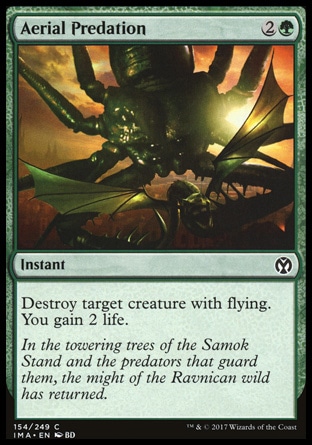 Aerial Predation 2
Instant
Destroy target creature with flying.
You gain 2 life.
In the towering trees of the Samok
Stand and the predators that guard
them, the might of the Ravnican wild
has returned.
154/249 C
IMA • EN BD
™ & © 2017 Wizards of the Coast